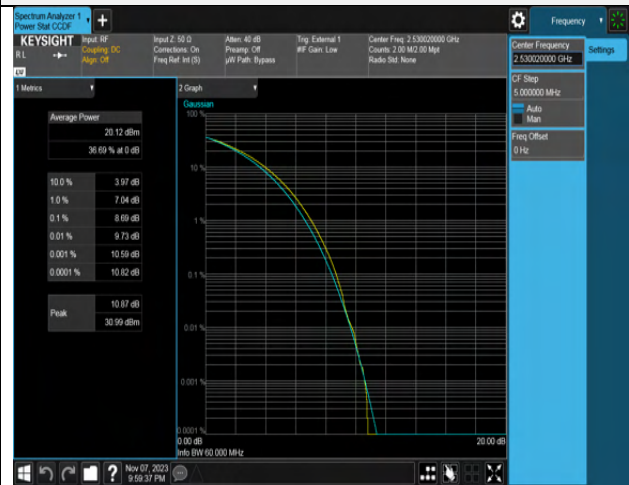 Spectrum Analyzer 1
Power Stat CCDF
Frequency
KEYSIGHT
Input: RF
Coupling: DC
Align: Off
Input Z: 50 Ω
Corrections: On
Freq Ref: Int (S)
Atten: 40 dB
Preamp: Off
µW Path: Bypass
Trig: External 1
#IF Gain: Low
Center Freq: 2.530020000 GHz
Counts: 2.00 M/2.00 Mpt
Radio Std: None
R L
Center Frequency
2.530020000 GHz
Settings
CF Step
5.000000 MHz
Auto
Man
Freq Offset
0 Hz
1 Metrics
2 Graph
Average Power
20.12 dBm
36.69 % at 0 dB
10.0 % 3.97 dB
1.0 % 7.04 dB
0.1 % 8.69 dB
0.01 % 9.73 dB
0.001 % 10.59 dB
0.0001 % 10.82 dB
Peak
10.87 dB
30.99 dBm
Gaussian
100 %
10 %
1 %
0.1 %
0.01 %
0.001 %
0.0001 %
0.00 dB
20.00 dB
Info BW 60.000 MHz
Nov 07, 2023
9:59:37 PM